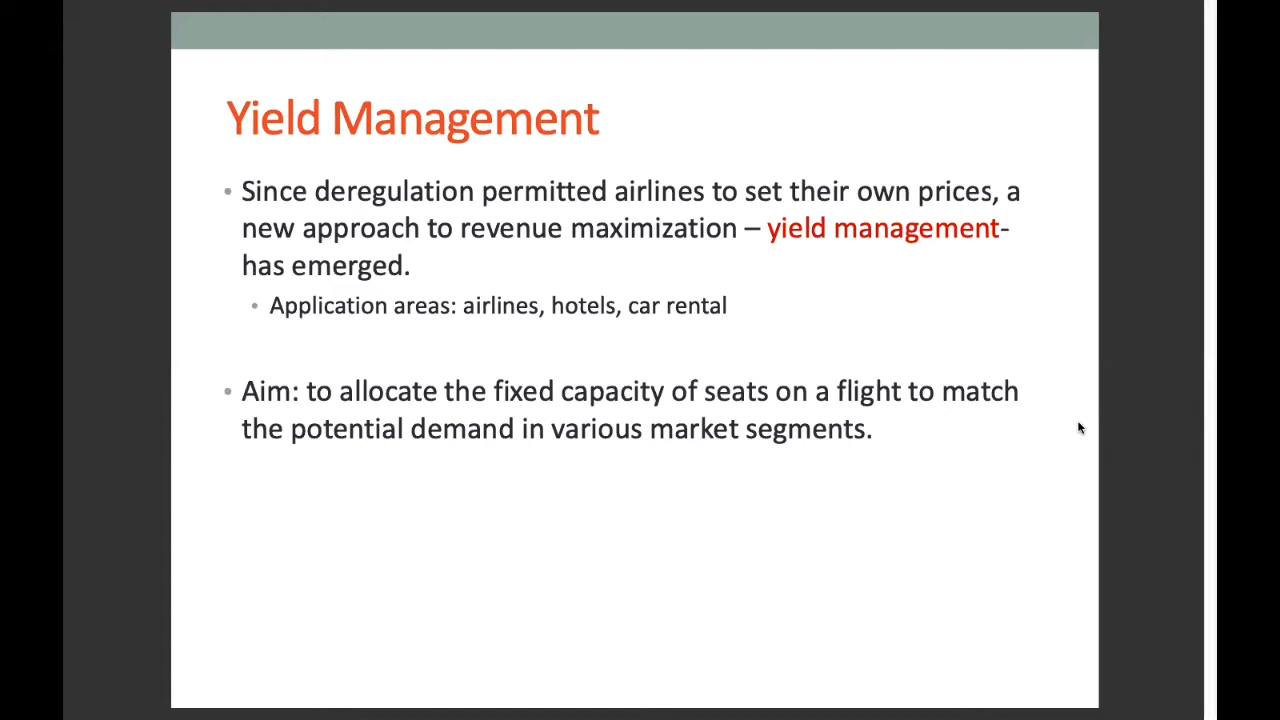 Yield Management
• Since deregulation permitted airlines to set their own prices, a
new approach to revenue maximization – yield management-
has emerged.
• Application areas: airlines, hotels, car rental
• Aim: to allocate the fixed capacity of seats on a flight to match
the potential demand in various market segments.